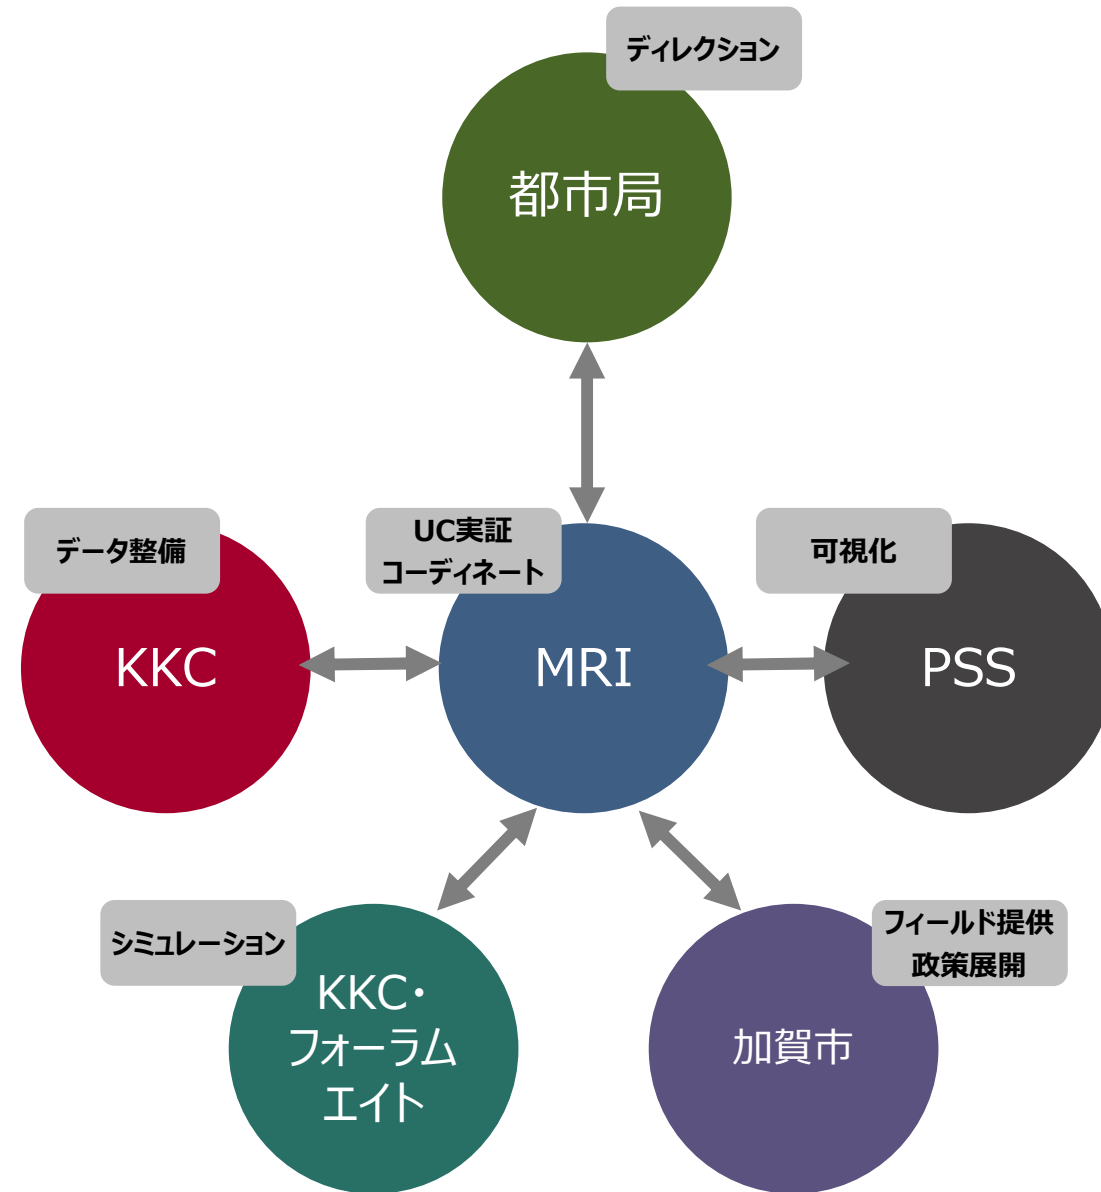 ディレクション
都市局
データ整備
UC実証
コーディネート
可視化
KKC
MRI
PSS
シミュレーション
フィールド提供
政策展開
KKC・
フォーラム
エイト
加賀市